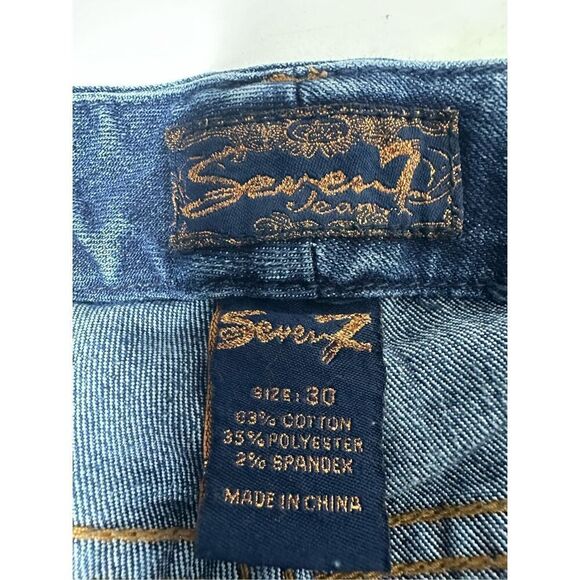 Seven7
Jeans
Seven7
SIZE: 30
63% COTTON
35% POLYESTER
2% SPANDEX
MADE IN CHINA